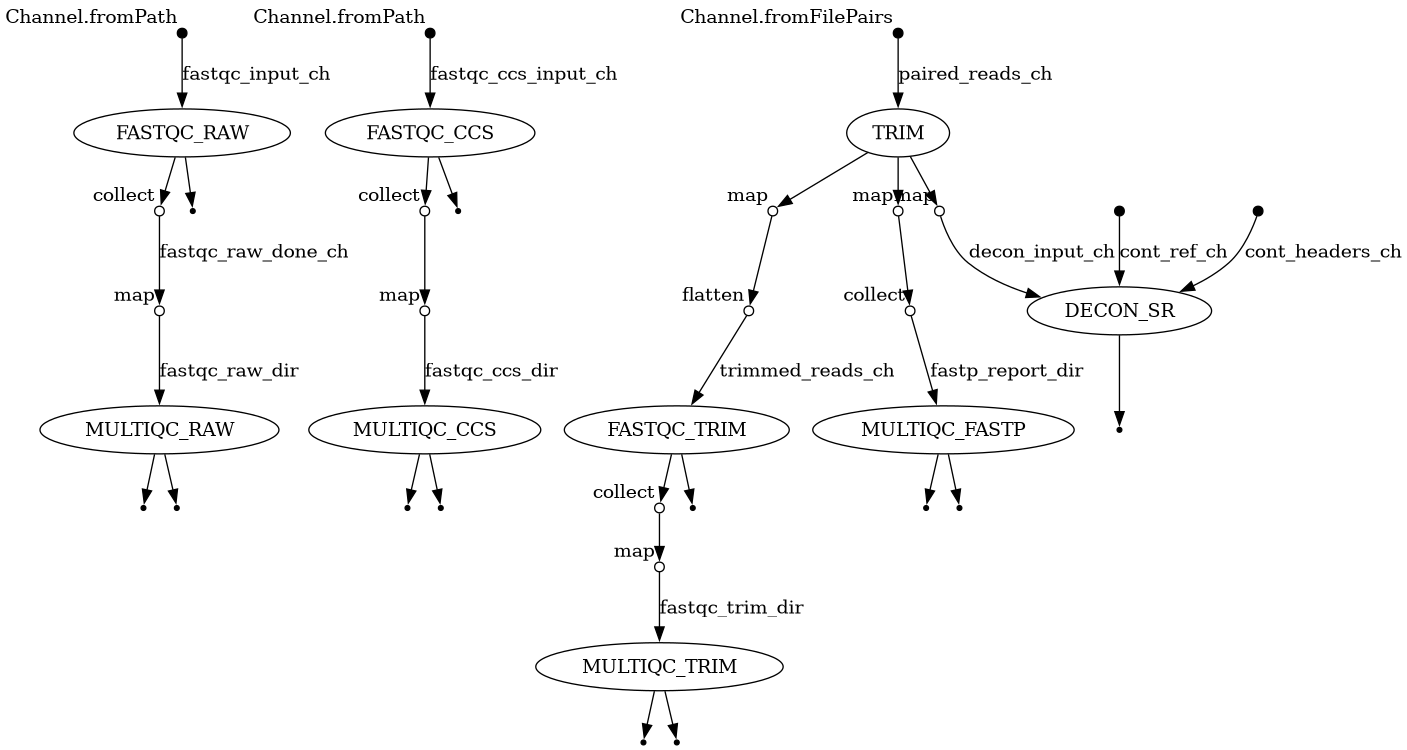 Channel.fromPath
Channel.fromPath
Channel.fromFilePairs
fastqc_input_ch
fastqc_ccs_input_ch
paired_reads_ch
FASTQC_RAW
FASTQC_CCS
TRIM
collect
collect
map
map
map
fastqc_raw_done_ch
decon_input_ch
cont_ref_ch
cont_headers_ch
map
map
flatten
collect
DECON_SR
fastqc_raw_dir
fastqc_ccs_dir
trimmed_reads_ch
fastp_report_dir
MULTIQC_RAW
MULTIQC_CCS
FASTQC_TRIM
MULTIQC_FASTP
collect
map
fastqc_trim_dir
MULTIQC_TRIM